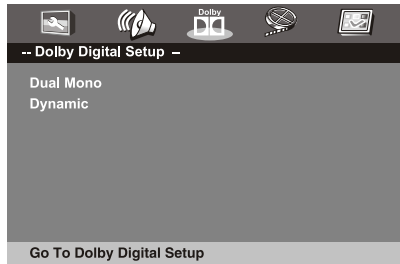 Dolby
-- Dolby Digital Setup –
Dual Mono
Dynamic
Go To Dolby Digital Setup